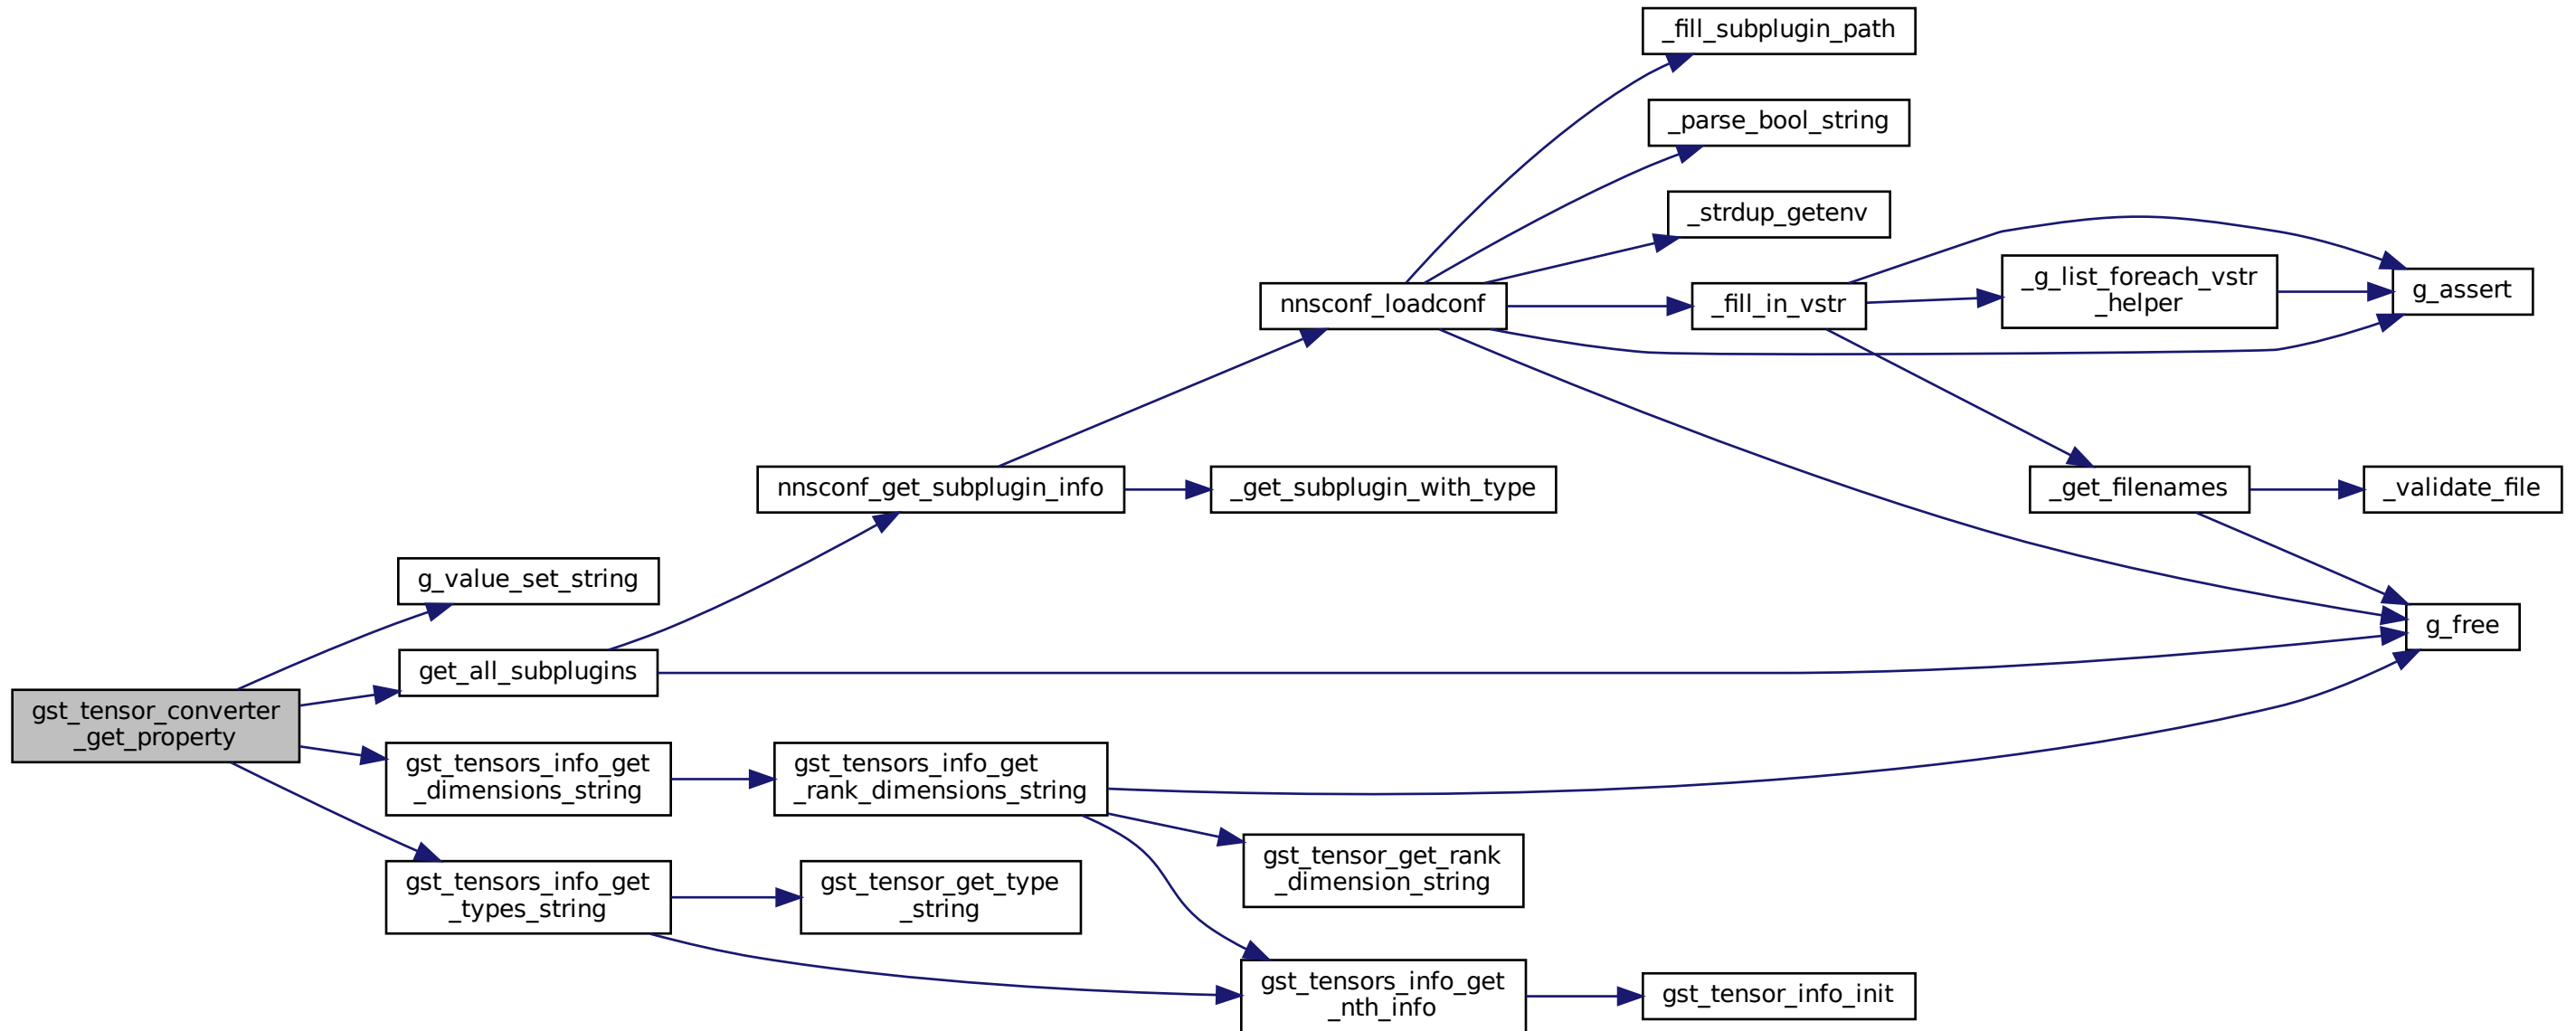 _fill_subplugin_path
_parse_bool_string
_strdup_getenv
nnsconf_loadconf
_fill_in_vstr
_g_list_foreach_vstr
_helper
g_assert
nnsconf_get_subplugin_info
_get_subplugin_with_type
_get_filenames
_validate_file
g_value_set_string
g_free
get_all_subplugins
gst_tensor_converter
_get_property
gst_tensors_info_get
_dimensions_string
gst_tensors_info_get
_rank_dimensions_string
gst_tensor_get_rank
_dimension_string
gst_tensors_info_get
_types_string
gst_tensor_get_type
_string
gst_tensors_info_get
_nth_info
gst_tensor_info_init